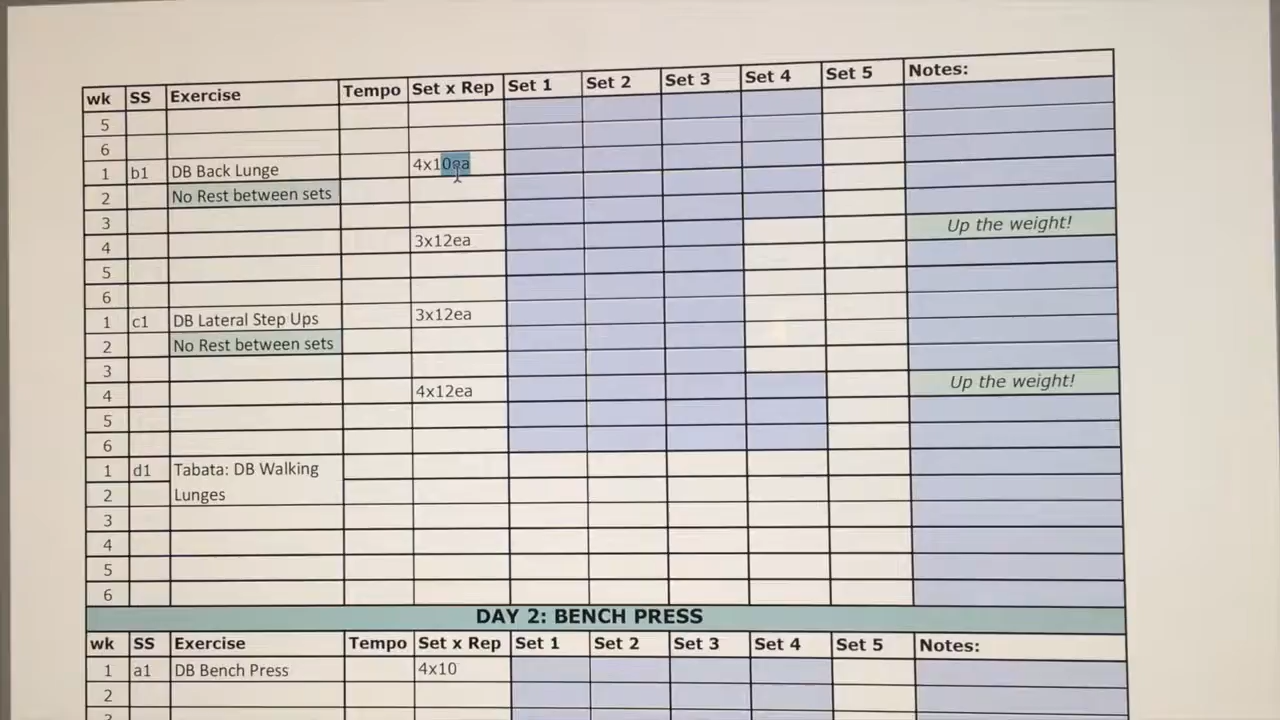 wk SS Exercise Tempo Set x Rep Set 1 Set 2 Set 3 Set 4 Set 5 Notes:
5
6
1 b1 DB Back Lunge 4x10ea
2 No Rest between sets
3 Up the weight!
4 3x12ea
5
6
1 c1 DB Lateral Step Ups 3x12ea
2 No Rest between sets
3
4 4x12ea Up the weight!
5
6
1 d1 Tabata: DB Walking
2 Lunges
3
4
5
6
DAY 2: BENCH PRESS
wk SS Exercise Tempo Set x Rep Set 1 Set 2 Set 3 Set 4 Set 5 Notes:
1 a1 DB Bench Press 4x10
2
3